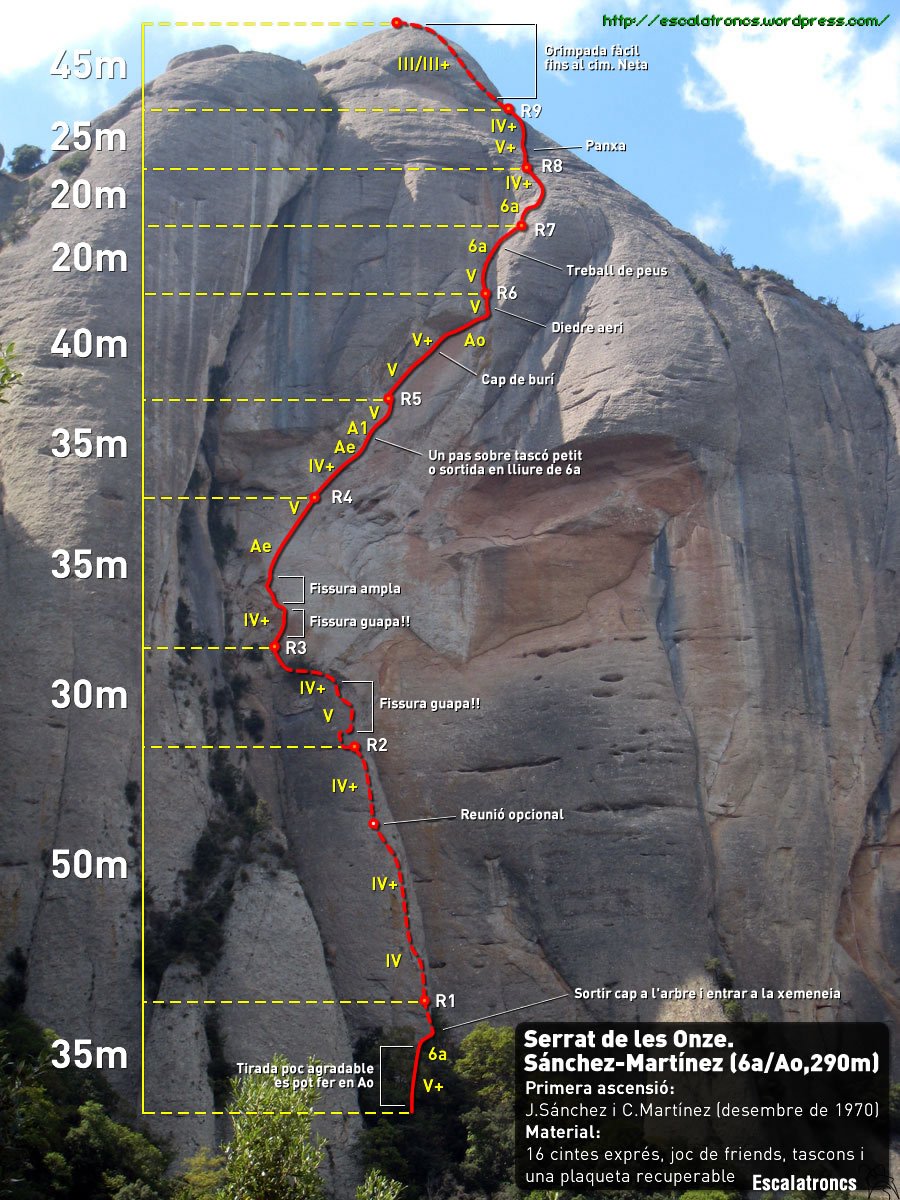 http://escalatroncs.wordpress.com/
45m
III/III+
Grimpada fàcil
fins al cim. Neta
R9
25m
IV+
V+
Panxa
R8
20m
IV+
6a
R7
20m
6a
Treball de peus
V
R6
40m
V
Diedre aeri
V+
Ao
Cap de burí
V
R5
35m
V
A1
Ae
Un pas sobre tascó petit
o sortida en lliure de 6a
IV+
R4
35m
V
Ae
Fissura ampla
IV+
Fissura guapa!!
R3
30m
IV+
Fissura guapa!!
V
R2
50m
IV+
Reunió opcional
IV+
IV
Sortir cap a l'arbre i entrar a la xemeneia
R1
35m
6a
Tirada poc agradable
es pot fer en Ao
V+
Serrat de les Onze.
Sánchez-Martínez (6a/Ao,290m)
Primera ascensió:
J.Sánchez i C.Martínez (desembre de 1970)
Material:
16 cintes exprés, joc de friends, tascons i
una plaqueta recuperable
Escalatroncs